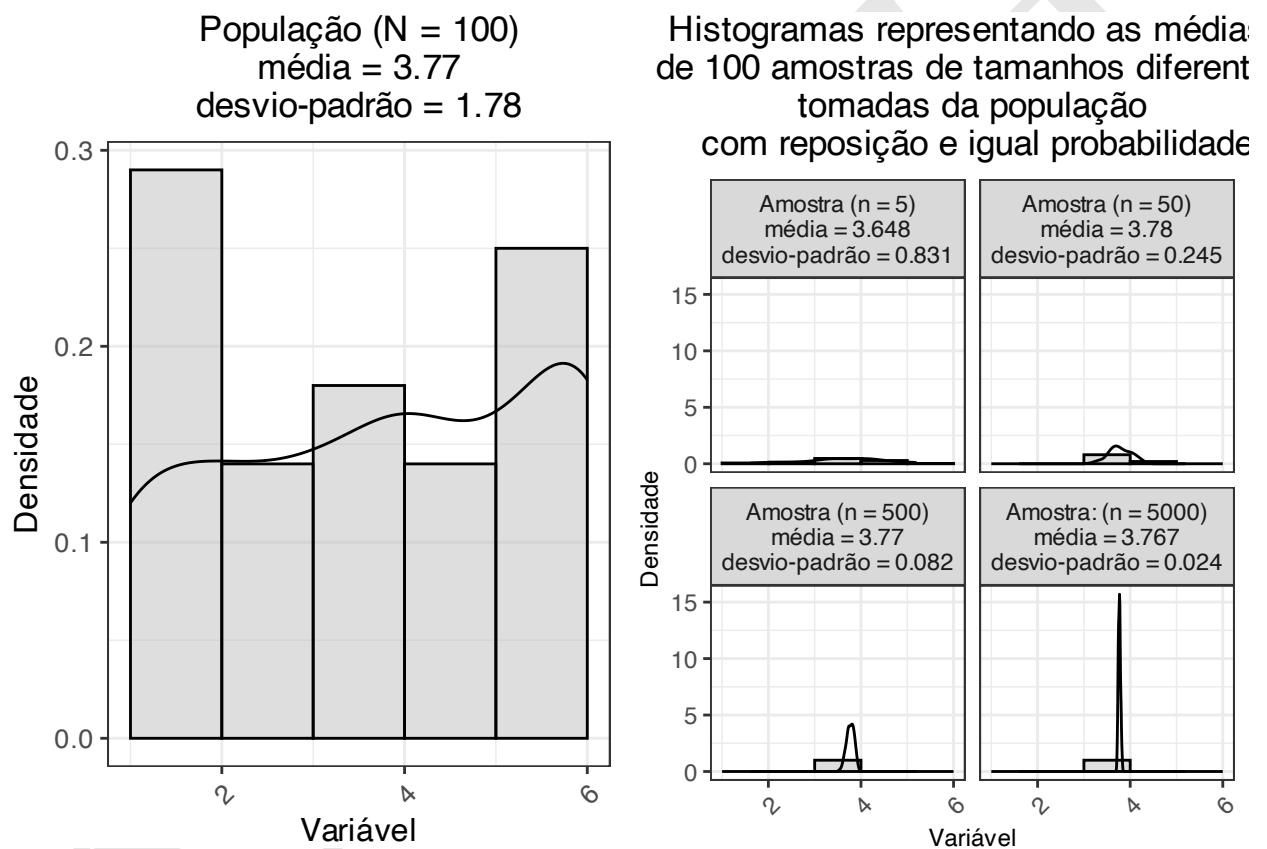 População (N = 100)
média = 3.77
desvio-padrão = 1.78
0.3
0.2
0.1
0.0
Densidade
2
4
6
Variável
Histogramas representando as médias
de 100 amostras de tamanhos diferent
tomadas da população
com reposição e igual probabilidade
Amostra (n = 5)
média = 3.648
desvio-padrão = 0.831
Amostra (n = 50)
média = 3.78
desvio-padrão = 0.245
15
10
5
0
Amostra (n = 500)
média = 3.77
desvio-padrão = 0.082
Amostra: (n = 5000)
média = 3.767
desvio-padrão = 0.024
15
10
5
0
Densidade
2
4
6
2
4
6
Variável